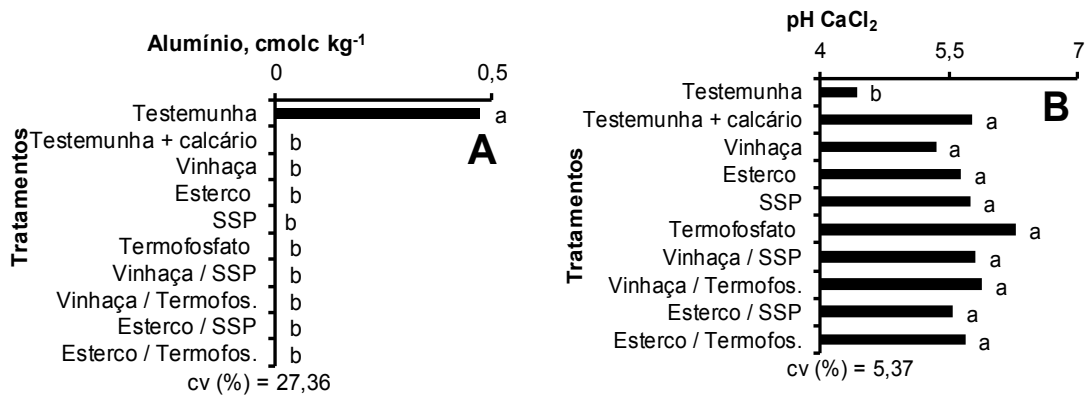 Alumínio, cmolc kg-1
0 0,5
Tratamentos
Testemunha a
Testemunha + calcário b
Vinhaça b
Esterco b
SSP b
Termofosfato b
Vinhaça / SSP b
Vinhaça / Termofos. b
Esterco / SSP b
Esterco / Termofos. b
A
cv (%) = 27,36
pH CaCl2
4 5,5 7
Tratamentos
Testemunha b
Testemunha + calcário a
Vinhaça a
Esterco a
SSP a
Termofosfato a
Vinhaça / SSP a
Vinhaça / Termofos. a
Esterco / SSP a
Esterco / Termofos. a
B
cv (%) = 5,37